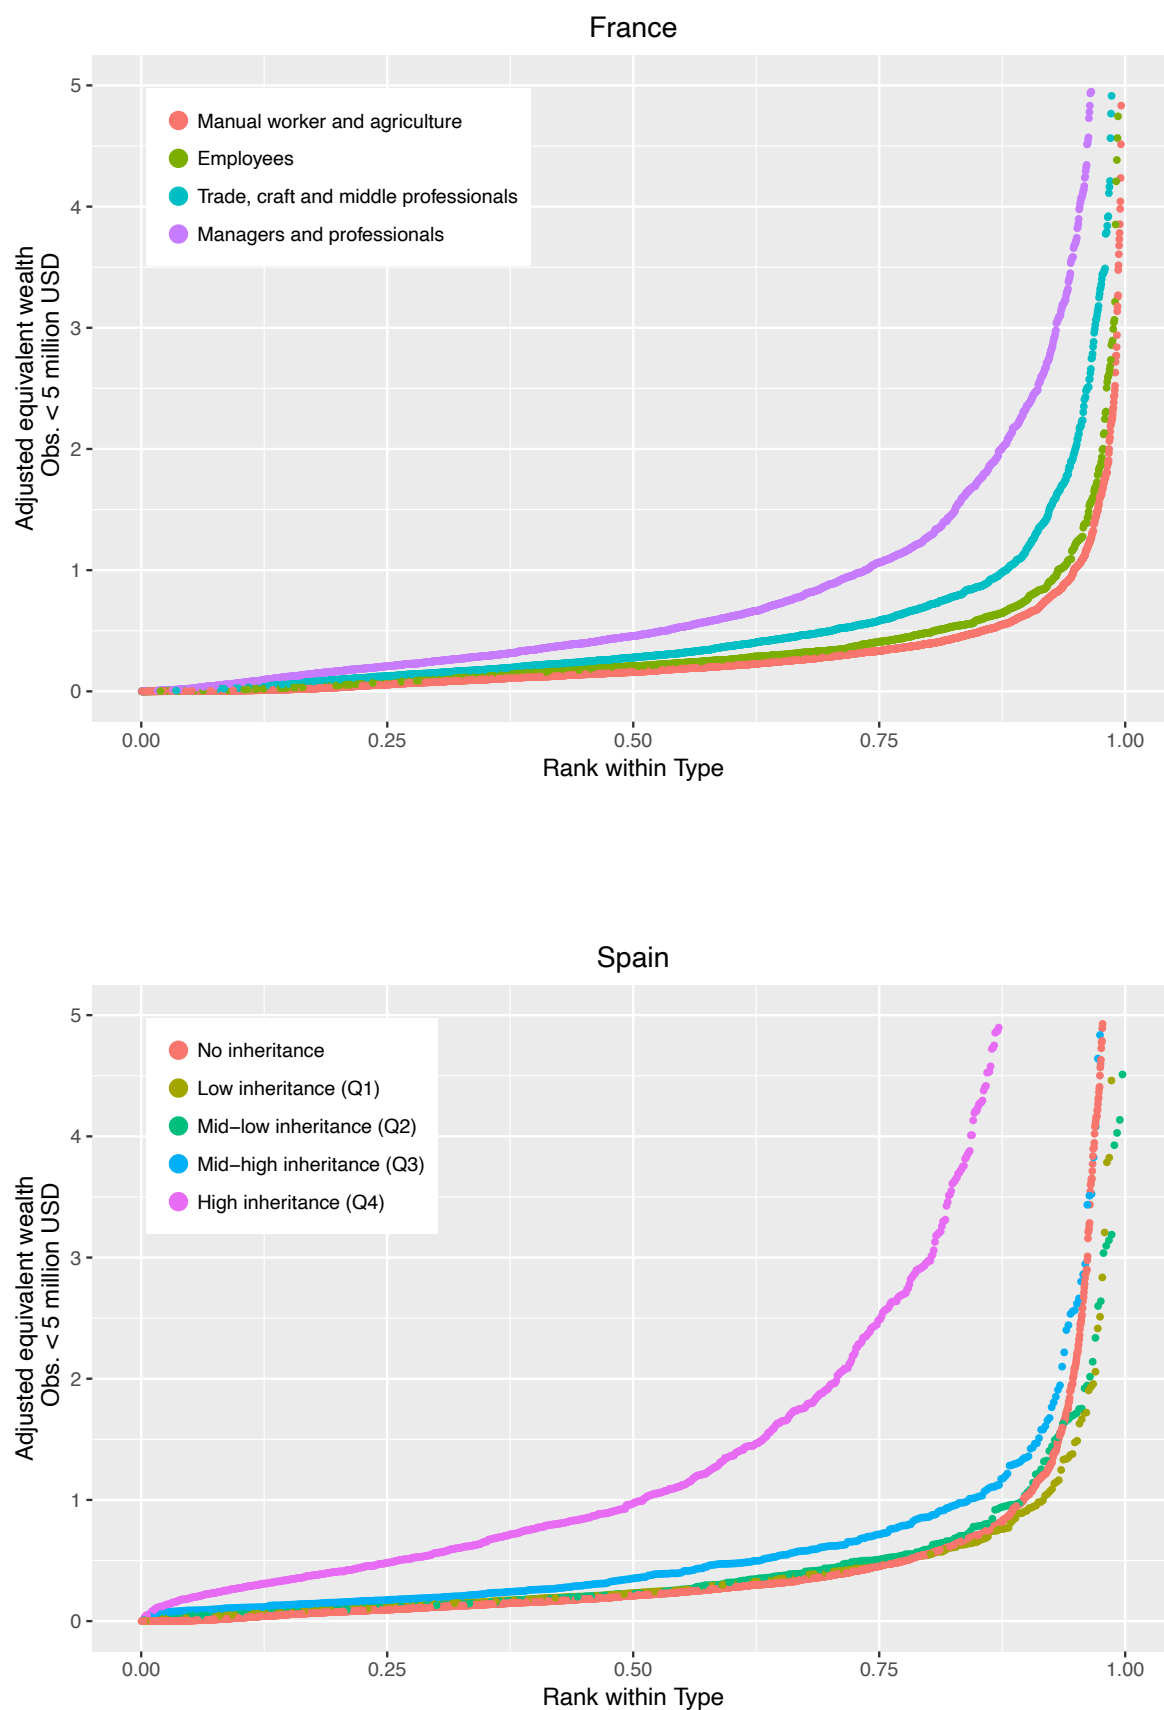 France
5
4
3
2
1
0
Adjusted equivalent wealth
Obs. < 5 million USD
Manual worker and agriculture
Employees
Trade, craft and middle professionals
Managers and professionals
0.00 0.25 0.50 0.75 1.00
Rank within Type
Spain
5
4
3
2
1
0
Adjusted equivalent wealth
Obs. < 5 million USD
No inheritance
Low inheritance (Q1)
Mid−low inheritance (Q2)
Mid−high inheritance (Q3)
High inheritance (Q4)
0.00 0.25 0.50 0.75 1.00
Rank within Type